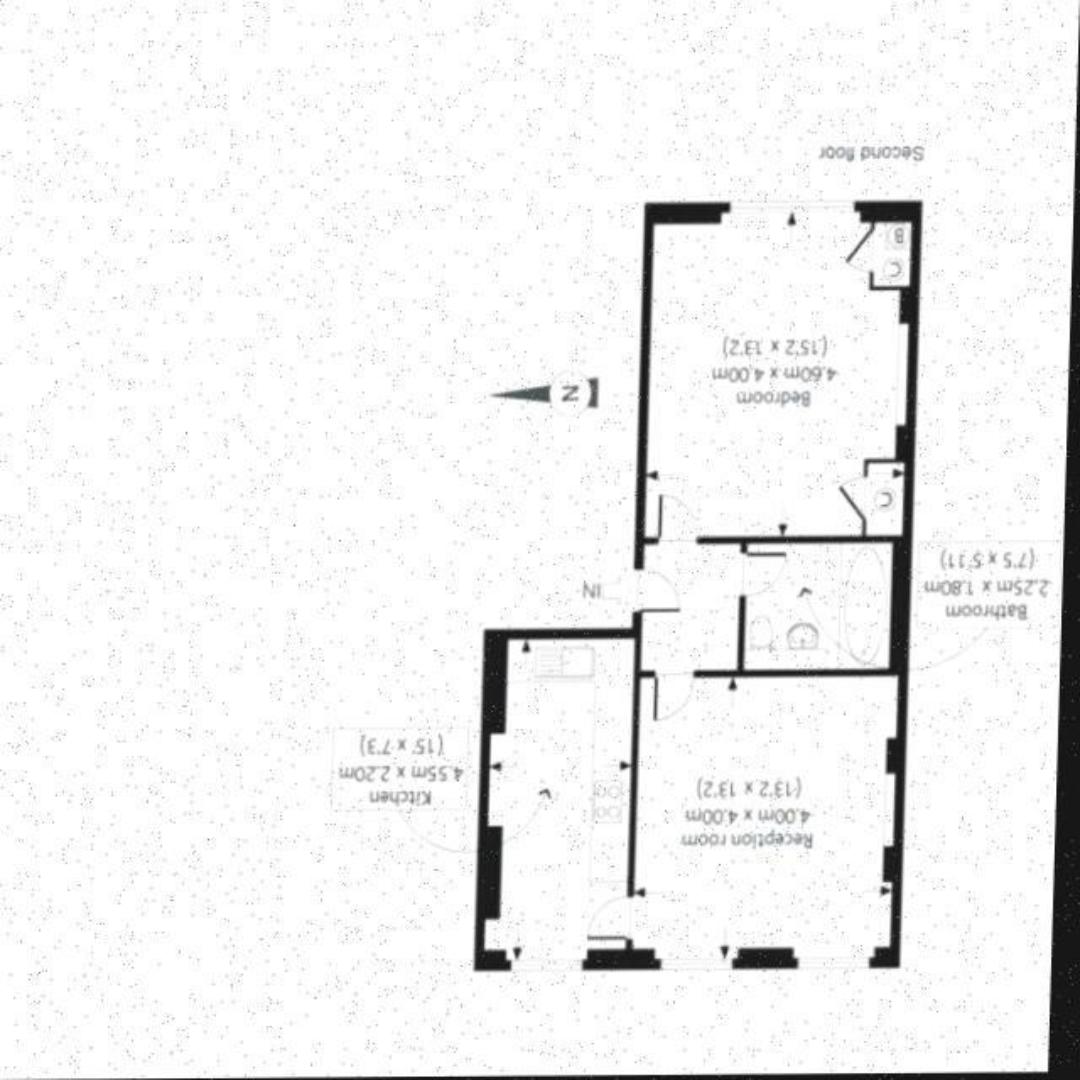 Reception room
4.00m x 4.00m
(13'2 x 13'2)
Kitchen
4.55m x 2.20m
(15' x 7'3)
Bathroom
2.25m x 1.80m
(7'5 x 5'11)
IN
C
Bedroom
4.60m x 4.00m
(15'2 x 13'2)
N
C
B
Second floor